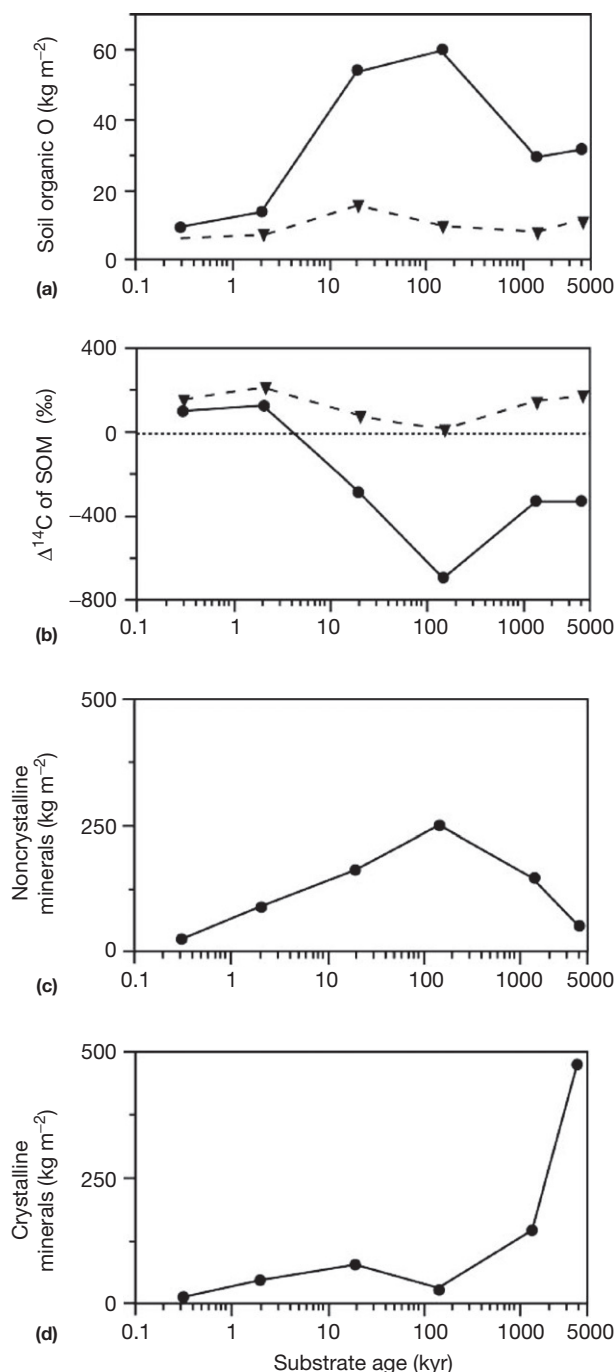 60
40
20
0
Soil organic O (kg m−2)
(a)
0.1 1 10 100 1000 5000
400
0
−400
−800
Δ14C of SOM (‰)
(b)
0.1 1 10 100 1000 5000
500
250
0
Noncrystalline
minerals (kg m−2)
(c)
0.1 1 10 100 1000 5000
500
250
0
Crystalline
minerals (kg m−2)
(d)
0.1 1 10 100 1000 5000
Substrate age (kyr)